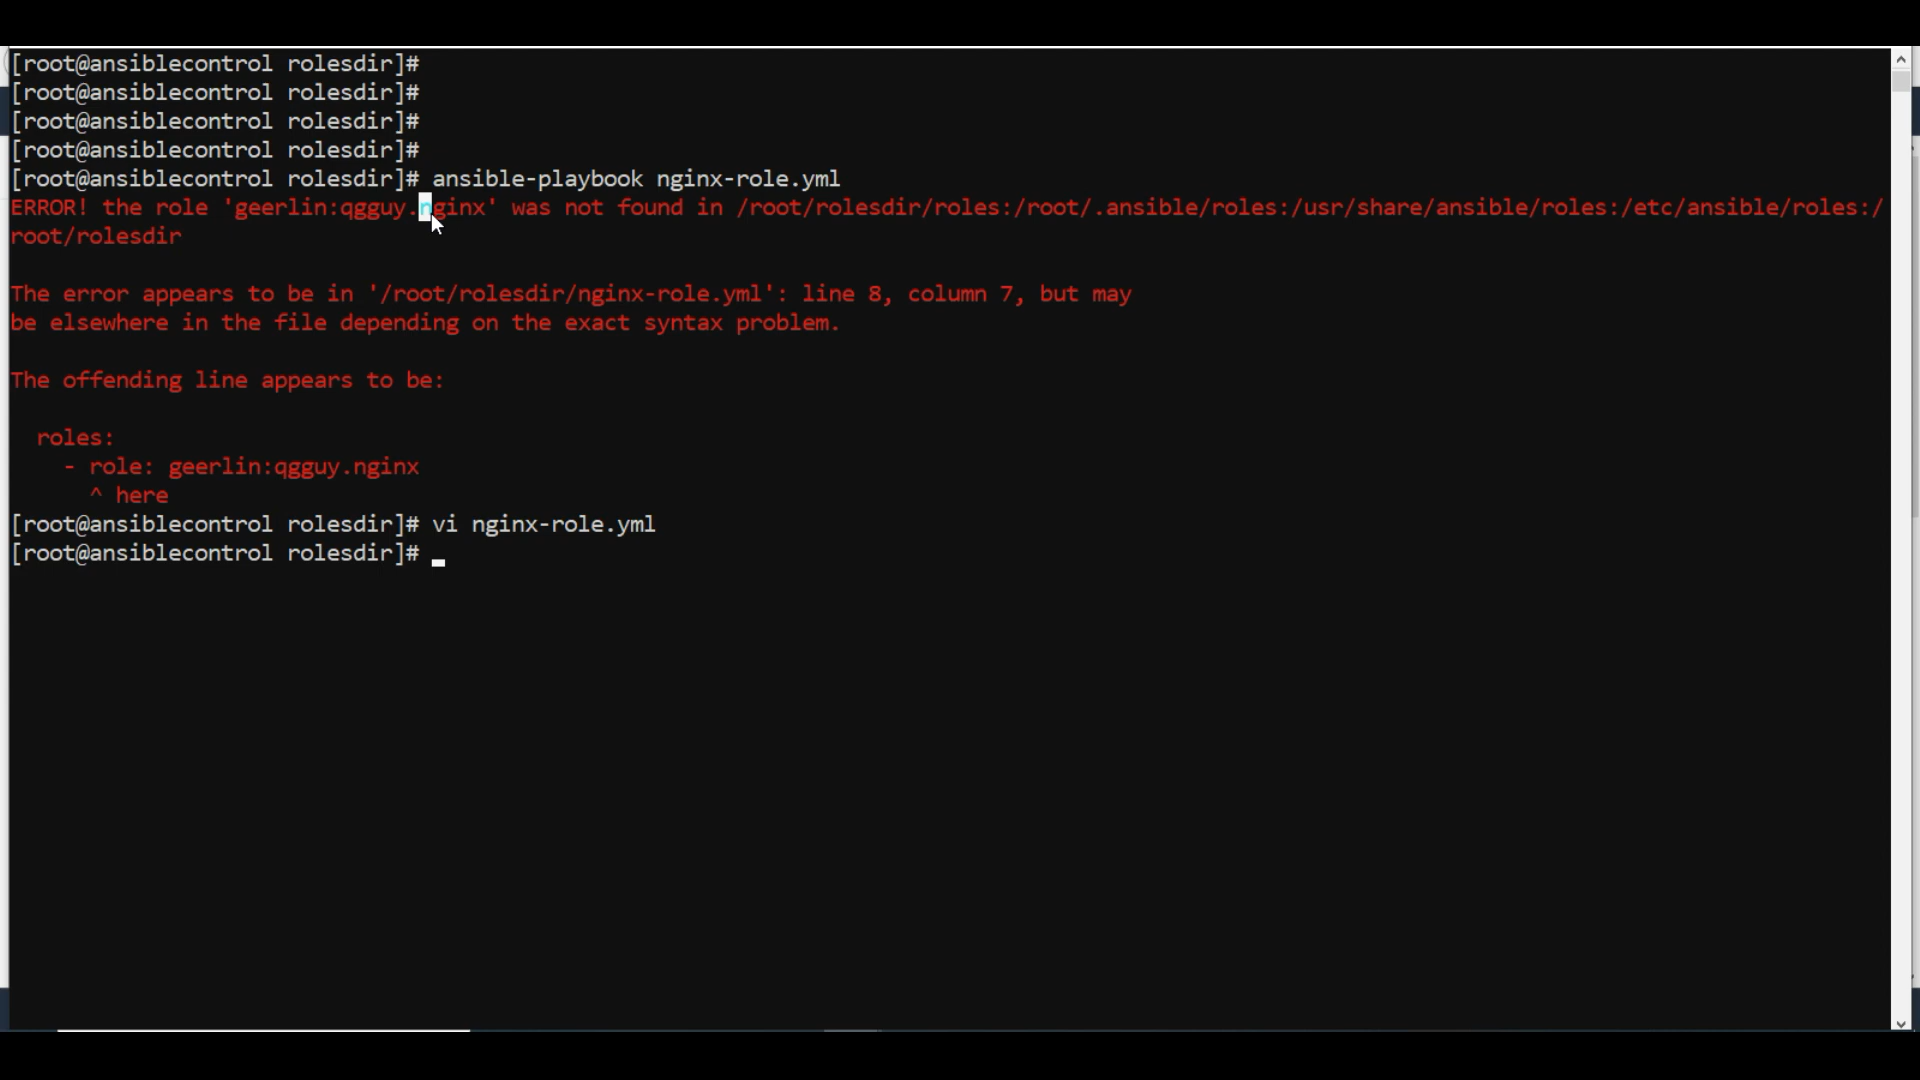 [root@ansiblecontrol rolesdir]#
[root@ansiblecontrol rolesdir]#
[root@ansiblecontrol rolesdir]#
[root@ansiblecontrol rolesdir]#
[root@ansiblecontrol rolesdir]# ansible-playbook nginx-role.yml
ERROR! the role 'geerlin:qgguy.nginx' was not found in /root/rolesdir/roles:/root/.ansible/roles:/usr/share/ansible/roles:/etc/ansible/roles:/
root/rolesdir
The error appears to be in '/root/rolesdir/nginx-role.yml': line 8, column 7, but may
be elsewhere in the file depending on the exact syntax problem.
The offending line appears to be:
roles:
- role: geerlin:qgguy.nginx
^ here
[root@ansiblecontrol rolesdir]# vi nginx-role.yml
[root@ansiblecontrol rolesdir]#